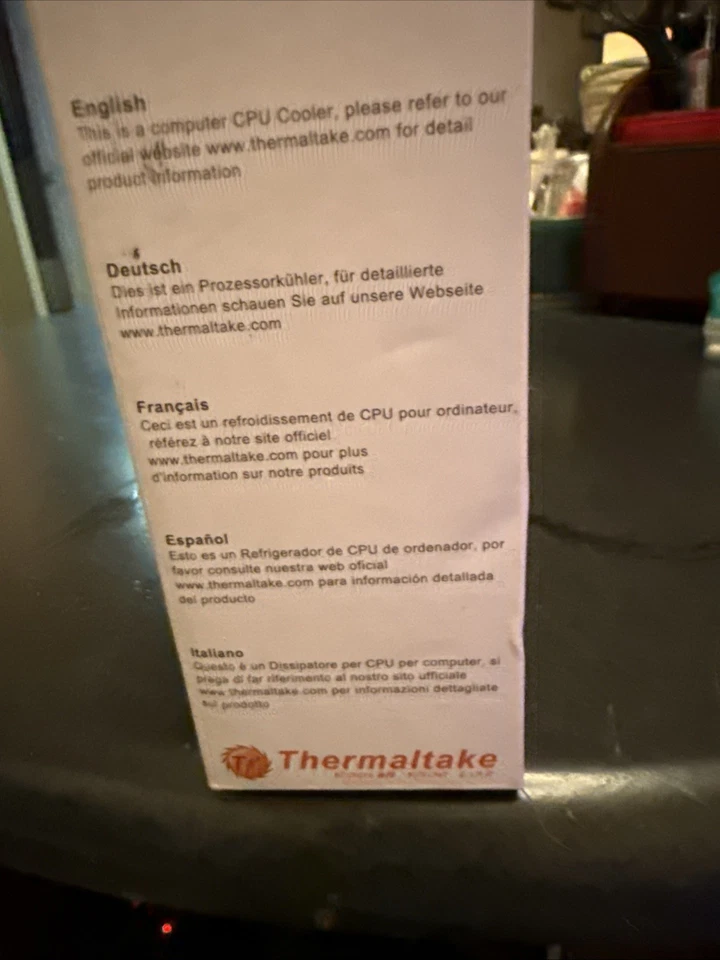 English
This is a computer CPU Cooler, please refer to our
official website www.thermaltake.com for detail
product information
Deutsch
Dies ist ein Prozessorkühler, für detaillierte
Informationen schauen Sie auf unsere Webseite
www.thermaltake.com
Français
Ceci est un refroidissement de CPU pour ordinateur,
référez à notre site officiel
www.thermaltake.com pour plus
d'information sur notre produits
Español
Esto es un Refrigerador de CPU de ordenador, por
favor consulte nuestra web oficial
www.thermaltake.com para información detallada
del producto
Italiano
Questo è un Dissipatore per CPU per computer, si
prega di far riferimento al nostro sito ufficiale
www.thermaltake.com per informazioni dettagliate
sul prodotto
Thermaltake